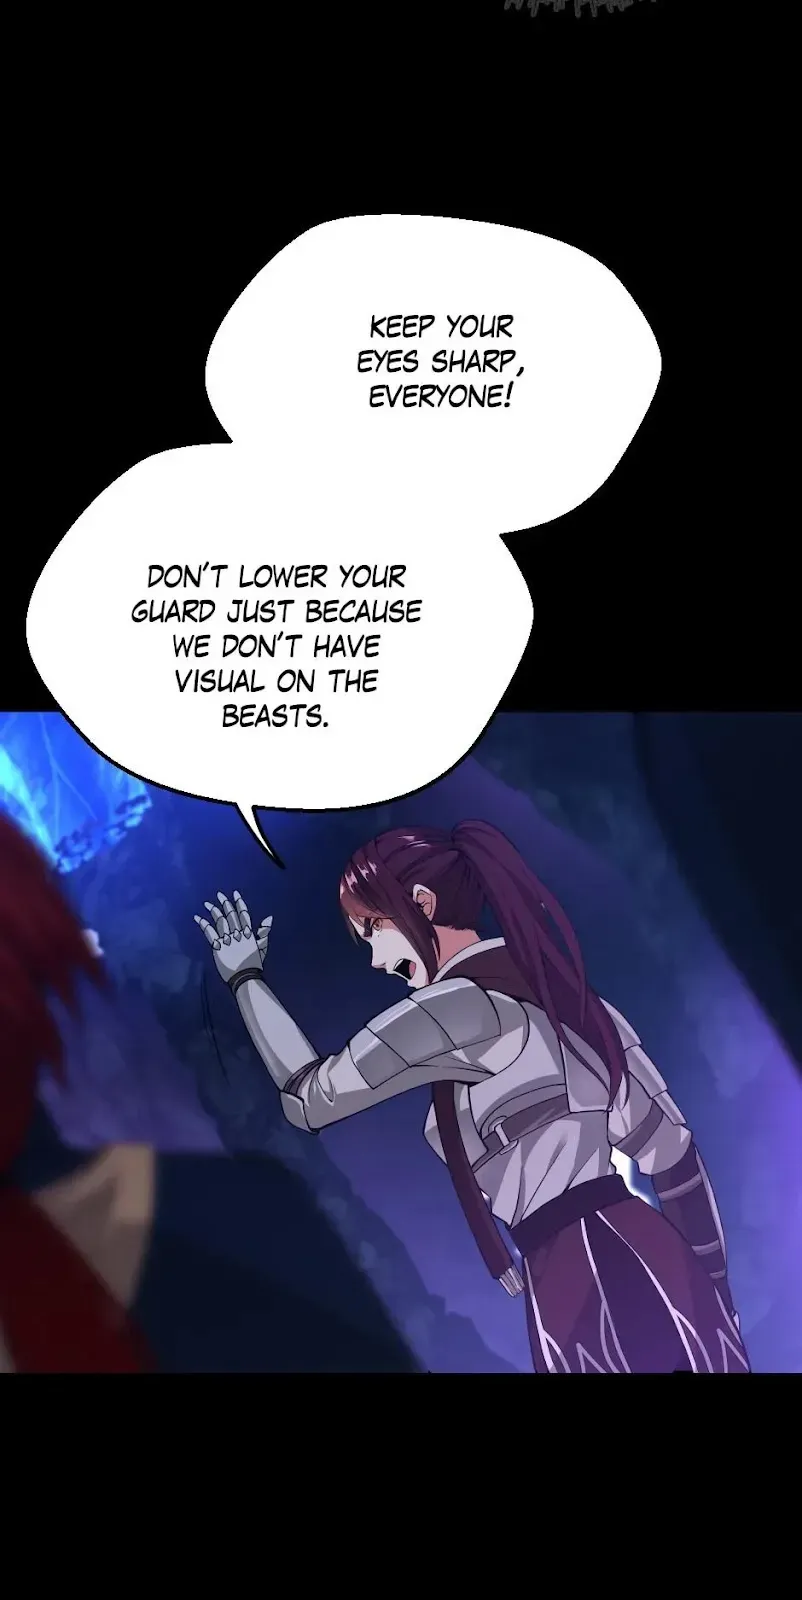 KEEP YOUR
EYES SHARP,
EVERYONE!
DON'T LOWER YOUR
GUARD JUST BECAUSE
WE DON'T HAVE
VISUAL ON THE
BEASTS.